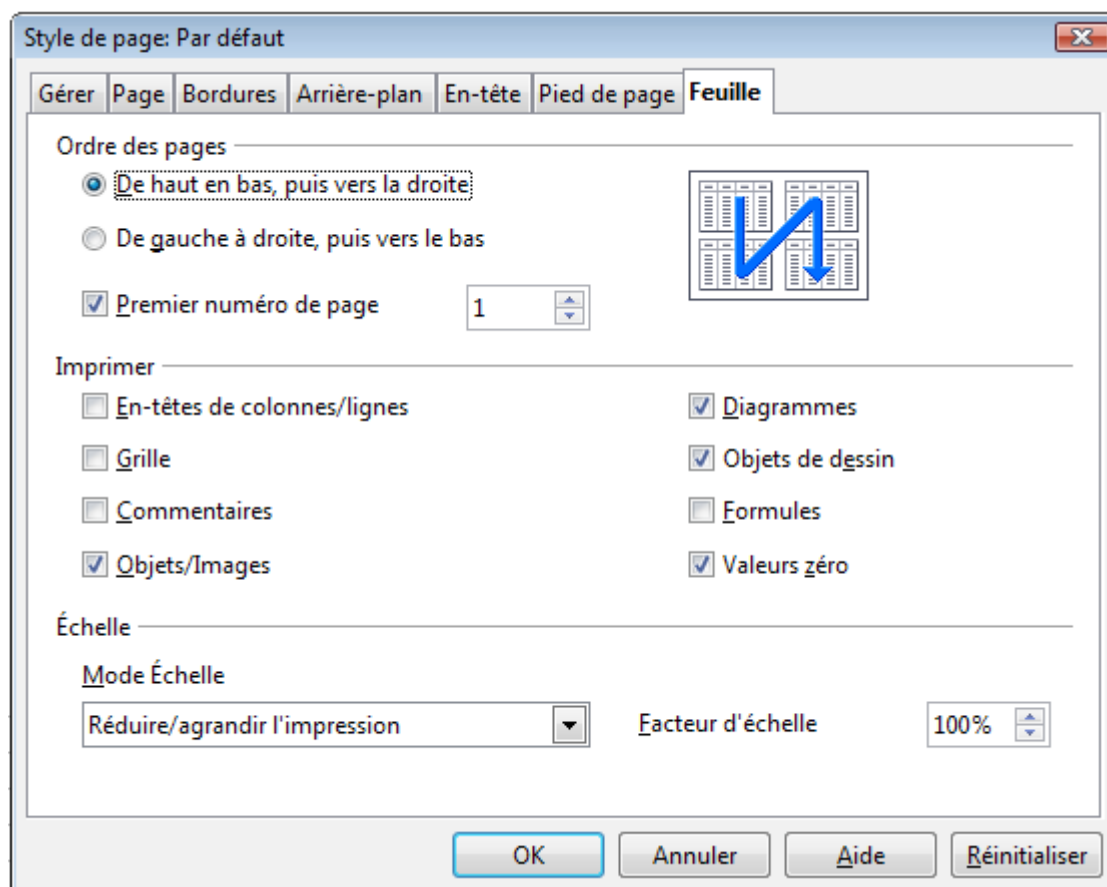 Style de page: Par défaut
Gérer Page Bordures Arrière-plan En-tête Pied de page Feuille
Ordre des pages
De haut en bas, puis vers la droite
De gauche à droite, puis vers le bas
Premier numéro de page 1
Imprimer
En-têtes de colonnes/lignes Diagrammes
Grille Objets de dessin
Commentaires Formules
Objets/Images Valeurs zéro
Échelle
Mode Échelle
Réduire/agrandir l'impression Facteur d'échelle 100%
OK Annuler Aide Réinitialiser